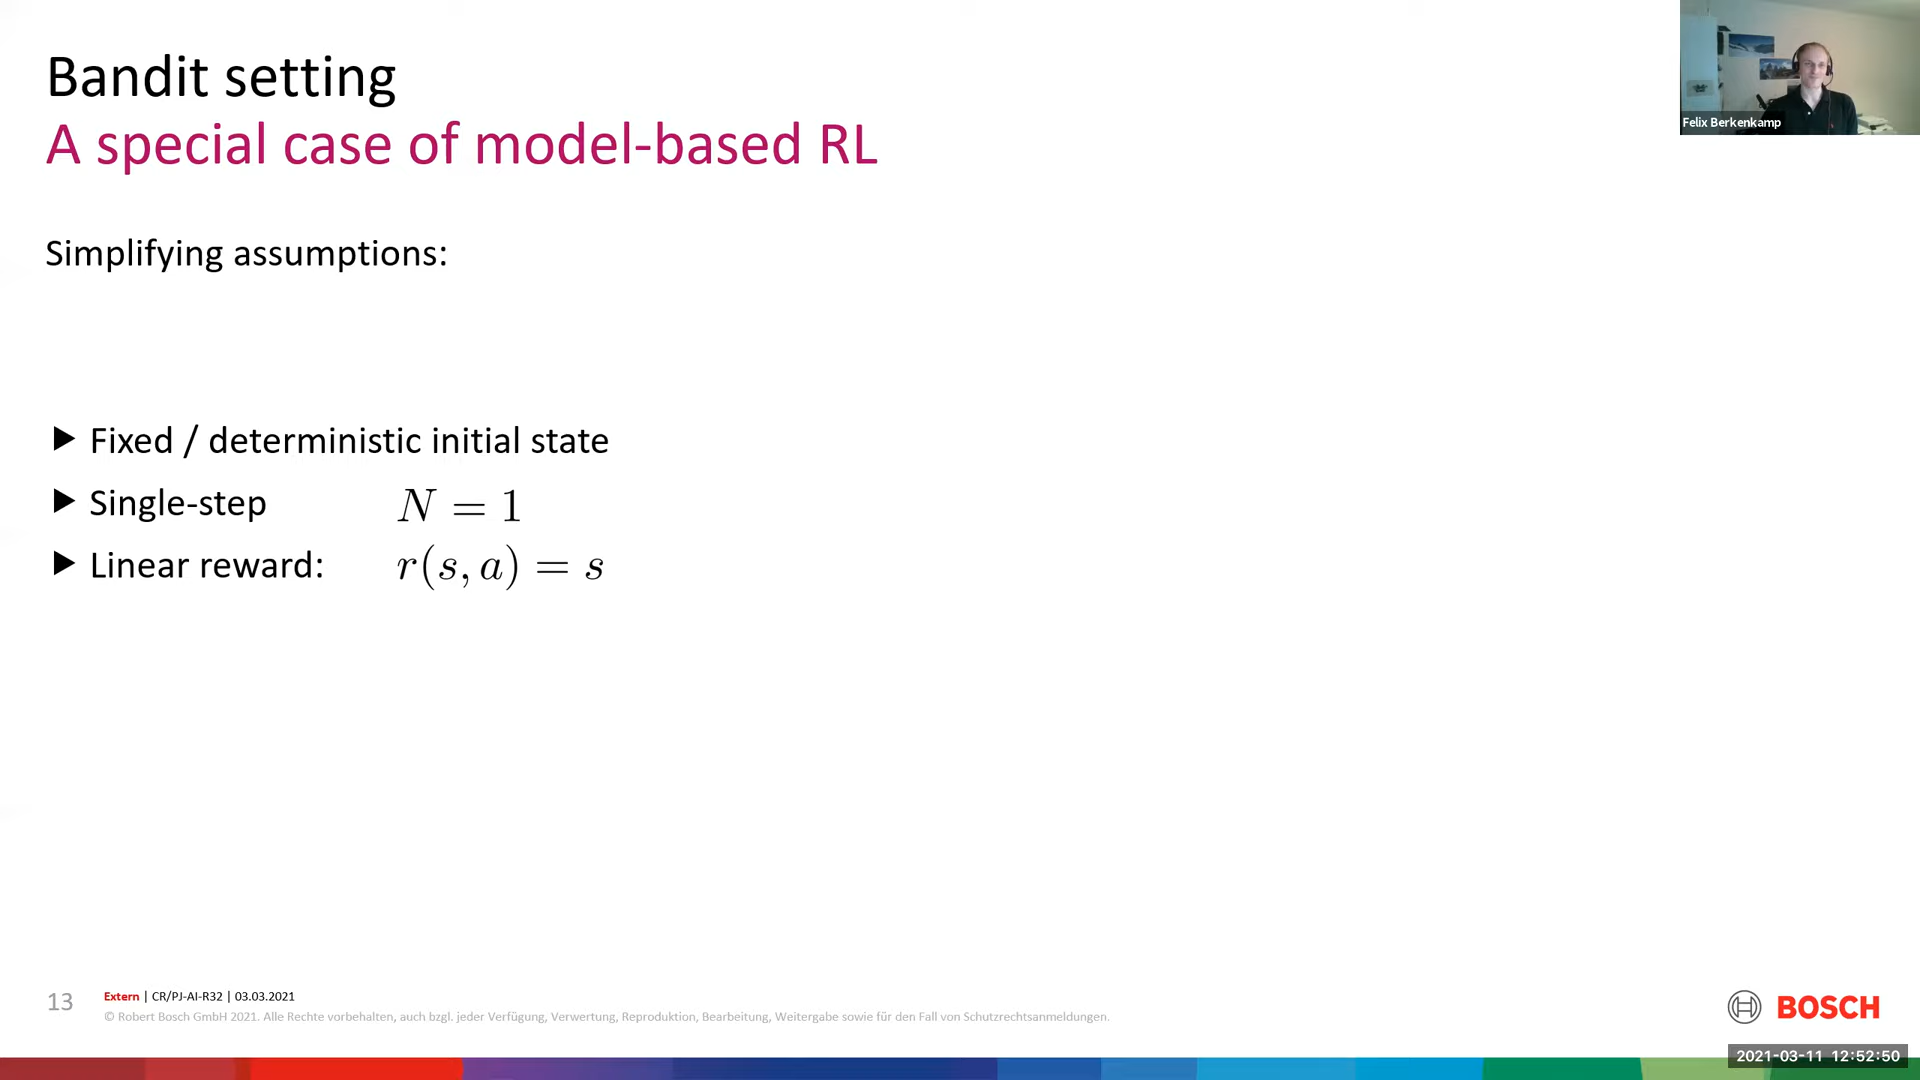 Bandit setting
A special case of model-based RL
Felix Berkenkamp
Simplifying assumptions:
Fixed / deterministic initial state
Single-step N = 1
Linear reward: r(s, a) = s
13
Extern | CR/PJ-AI-R32 | 03.03.2021
© Robert Bosch GmbH 2021. Alle Rechte vorbehalten, auch bzgl. jeder Verfügung, Verwertung, Reproduktion, Bearbeitung, Weitergabe sowie für den Fall von Schutzrechtsanmeldungen.
BOSCH
2021-03-11 12:52:50